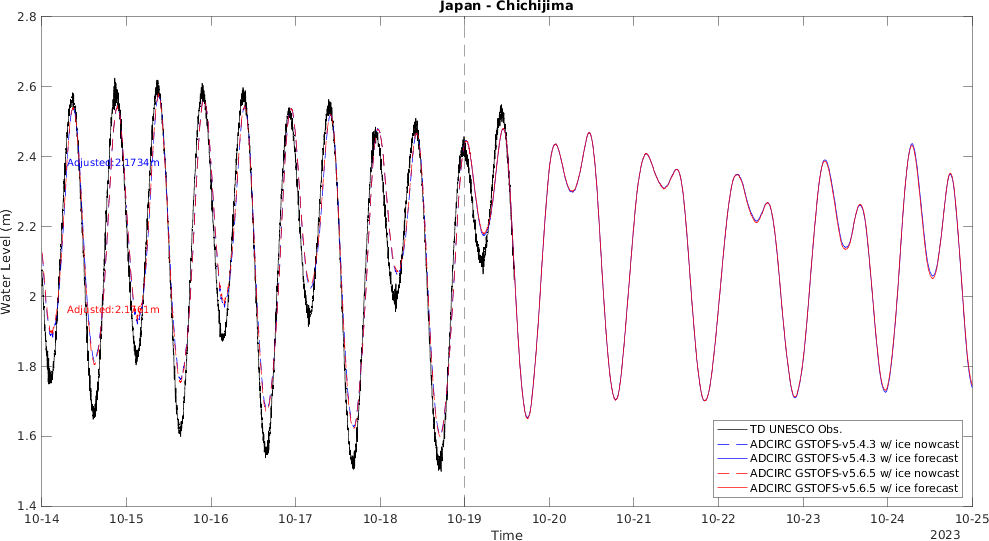 Japan - Chichijima
Water Level (m)
2.8
2.6
2.4
2.2
2
1.8
1.6
1.4
Adjusted:2.1734m
TD UNESCO Obs.
ADCIRC GSTOFS-v5.4.3 w/ ice nowcast
ADCIRC GSTOFS-v5.4.3 w/ ice forecast
ADCIRC GSTOFS-v5.6.5 w/ ice nowcast
ADCIRC GSTOFS-v5.6.5 w/ ice forecast
10-14 10-15 10-16 10-17 10-18 10-19 10-20 10-21 10-22 10-23 10-24 10-25
Time
2023